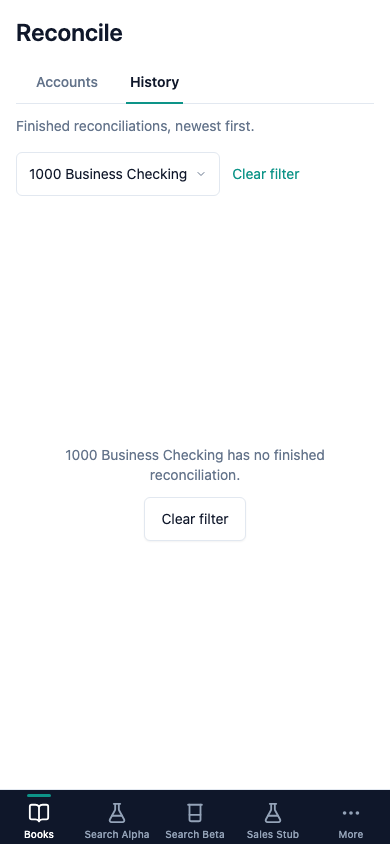 Reconcile
Accounts
History
Finished reconciliations, newest first.
1000 Business Checking
Clear filter
1000 Business Checking has no finished
reconciliation.
Clear filter
Books
Search Alpha
Search Beta
Sales Stub
More